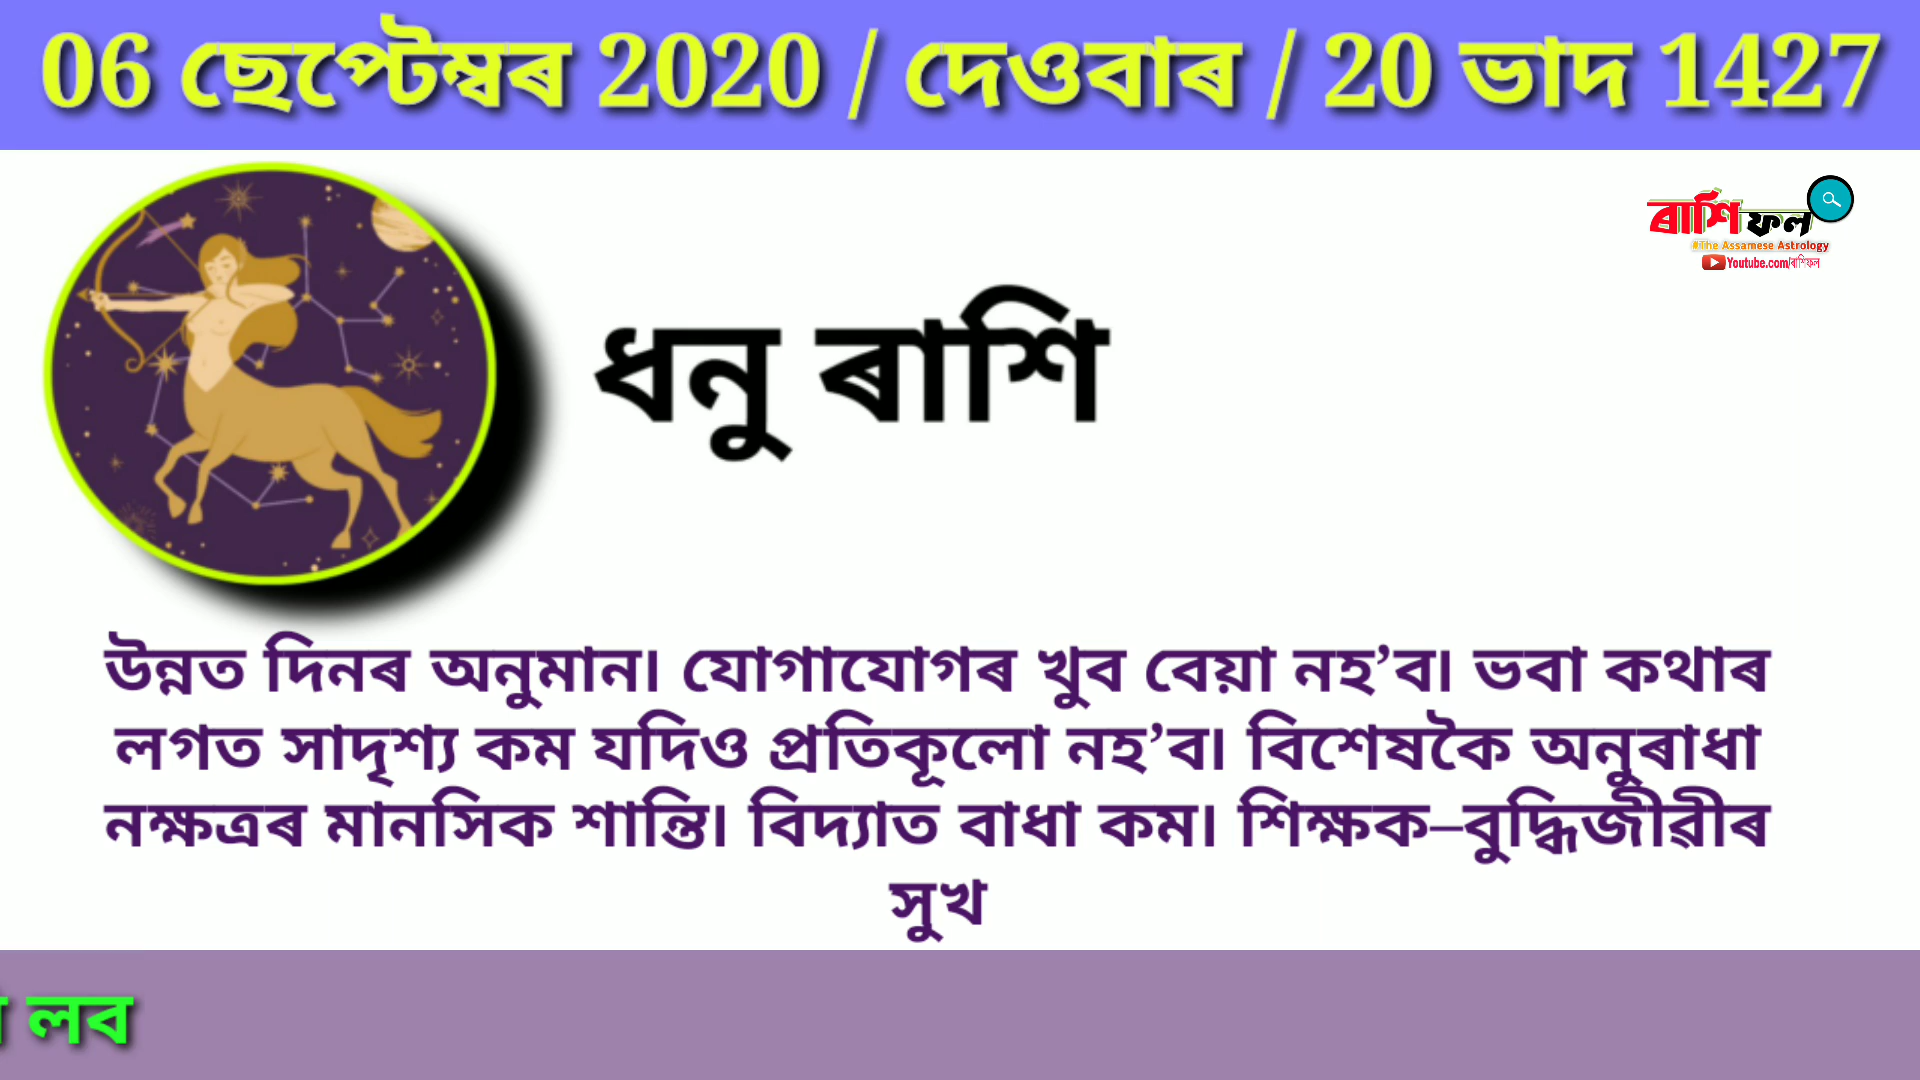 06 ছেপ্টেম্বৰ 2020 / দেওবাৰ / 20 ভাদ 1427
ৰাশিফল
#The Assamese Astrology
Youtube.com/ৰাশিফল
ধনু ৰাশি
উন্নত দিনৰ অনুমান। যোগাযোগৰ খুব বেয়া নহ’ব। ভবা কথাৰ
লগত সাদৃশ্য কম যদিও প্ৰতিকূলো নহ’ব। বিশেষকৈ অনুৰাধা
নক্ষত্ৰৰ মানসিক শান্তি। বিদ্যাত বাধা কম। শিক্ষক–বুদ্ধিজীৱীৰ
সুখ
লব